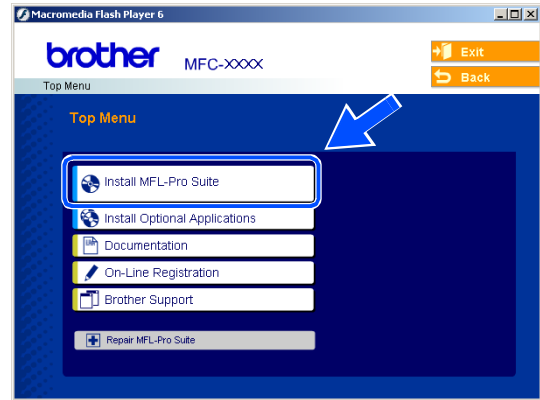 Macromedia Flash Player 6
brother MFC-XXXX
Exit
Back
Top Menu
Top Menu
Install MFL-Pro Suite
Install Optional Applications
Documentation
On-Line Registration
Brother Support
Repair MFL-Pro Suite